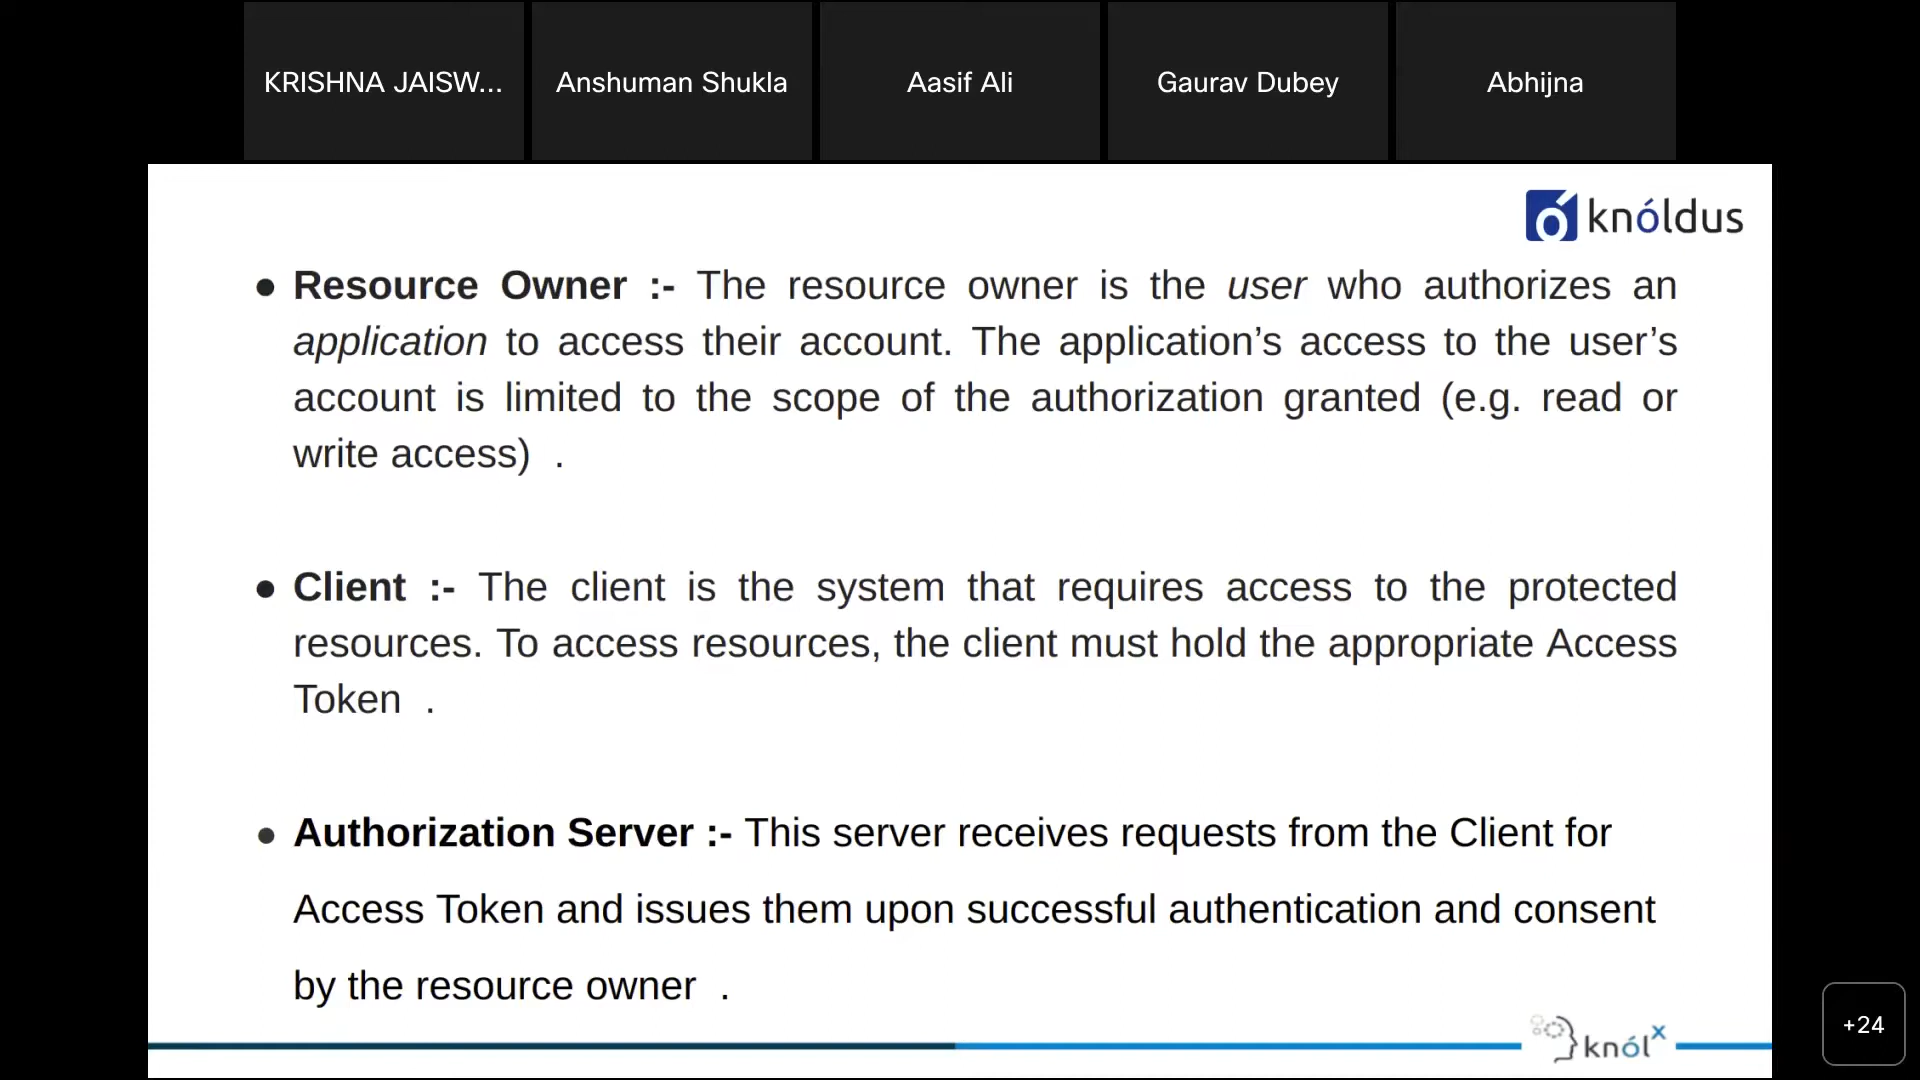 KRISHNA JAISW...
Anshuman Shukla
Aasif Ali
Gaurav Dubey
Abhijna
knóldus
● Resource Owner :- The resource owner is the user who authorizes an
application to access their account. The application’s access to the user’s
account is limited to the scope of the authorization granted (e.g. read or
write access) .
● Client :- The client is the system that requires access to the protected
resources. To access resources, the client must hold the appropriate Access
Token .
● Authorization Server :- This server receives requests from the Client for
Access Token and issues them upon successful authentication and consent
by the resource owner .
knólx
+24